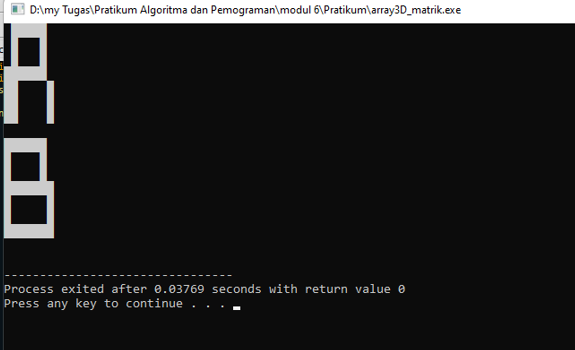 D:\my Tugas\Pratikum Algoritma dan Pemograman\modul 6\Pratikum\array3D_matrik.exe
A
B
--------------------------------
Process exited after 0.03769 seconds with return value 0
Press any key to continue . . .